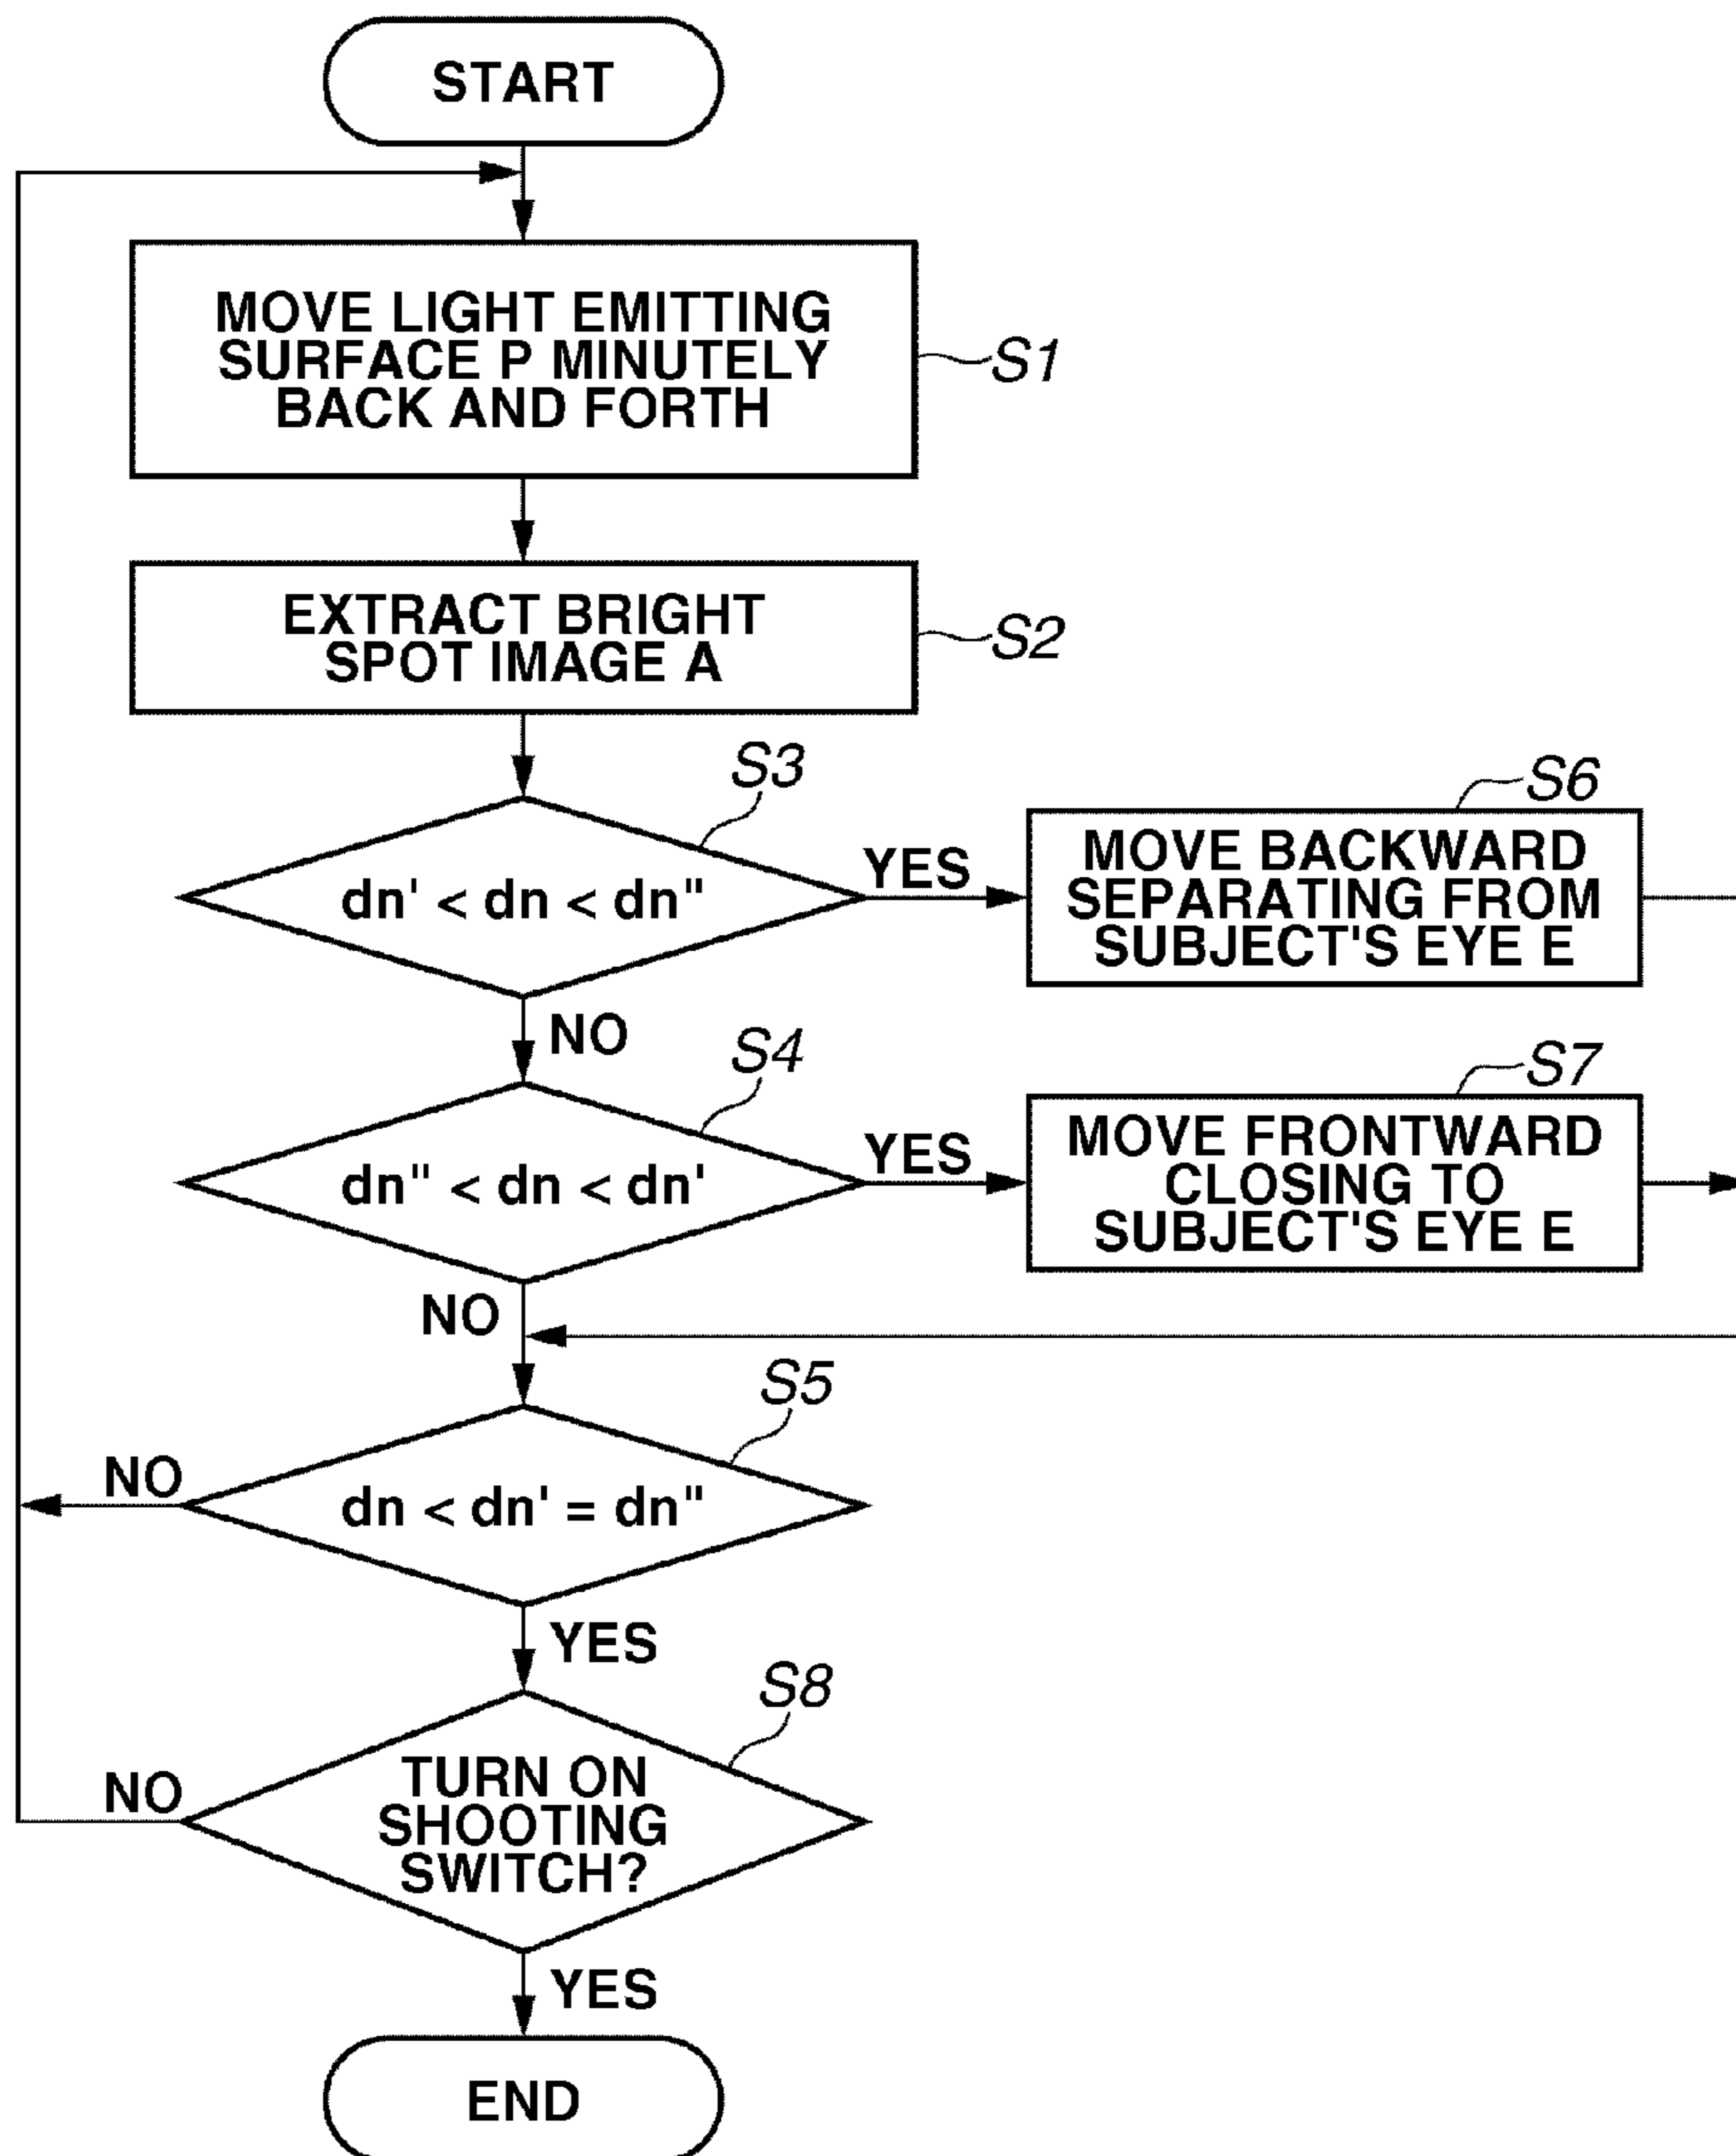 START
MOVE LIGHT EMITTING
SURFACE P MINUTELY
BACK AND FORTH
S1
EXTRACT BRIGHT
SPOT IMAGE A
S2
S3
dn' < dn < dn"
YES
S6
MOVE BACKWARD
SEPARATING FROM
SUBJECT'S EYE E
NO
S4
dn" < dn < dn'
YES
S7
MOVE FRONTWARD
CLOSING TO
SUBJECT'S EYE E
NO
S5
dn < dn' = dn"
NO
YES
S8
TURN ON
SHOOTING
SWITCH?
NO
YES
END